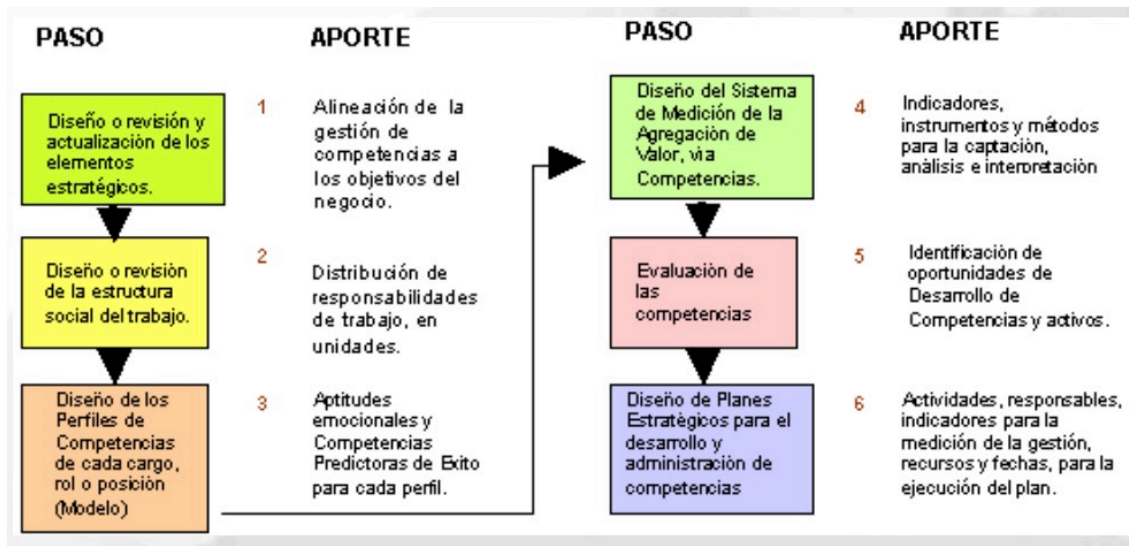 PASO
APORTE
Diseño o revisión y
actualización de los
elementos
estratégicos.
1
Alineación de la
gestión de
competencias a
los objetivos del
negocio.
Diseño o revisión
de la estructura
social del trabajo.
2
Distribución de
responsabilidades
de trabajo, en
unidades.
Diseño de los
Perfiles de
Competencias
de cada cargo,
rol o posición
(Modelo)
3
Aptitudes
emocionales y
Competencias
Predictoras de Exito
para cada perfil.
PASO
APORTE
Diseño del Sistema
de Medición de la
Agregación de
Valor, via
Competencias.
4
Indicadores,
instrumentos y métodos
para la captación,
análisis e interpretación
Evaluación de
las
competencias
5
Identificación de
oportunidades de
Desarrollo de
Competencias y activos.
Diseño de Planes
Estratègicos para el
desarrollo y
administración de
competencias
6
Actividades, responsables,
indicadores para la
medición de la gestión,
recursos y fechas, para la
ejecución del plan.